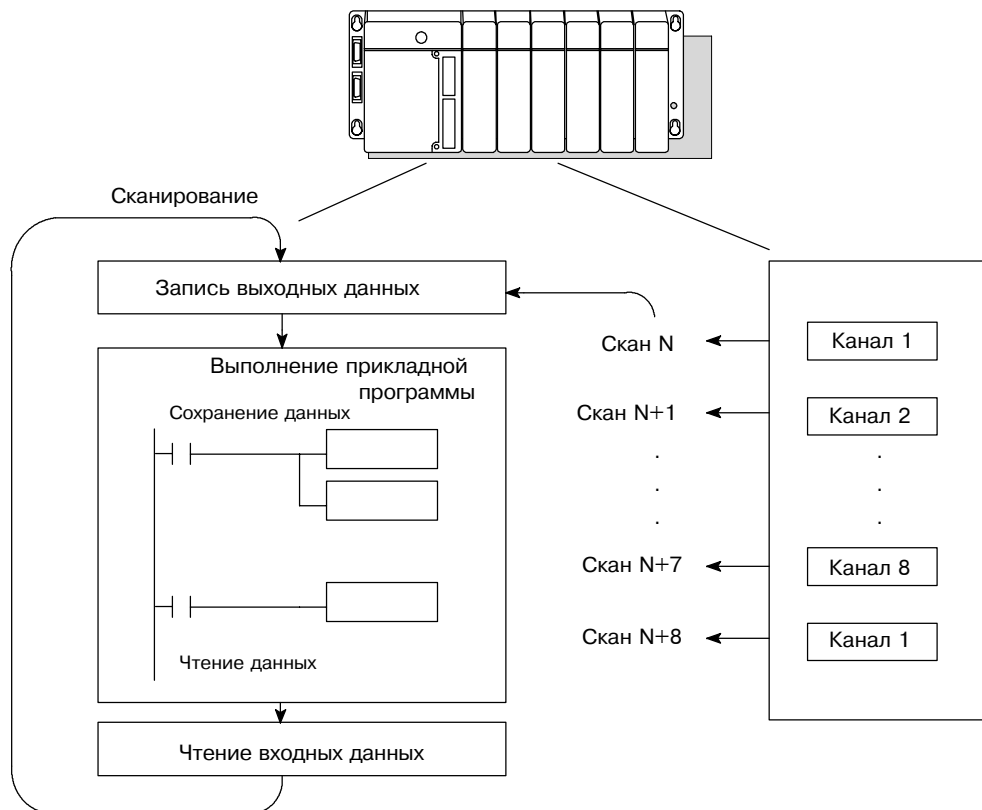 Сканирование
Запись выходных данных
Выполнение прикладной
программы
Сохранение данных
Чтение данных
Чтение входных данных
Скан N
Канал 1
Скан N+1
Канал 2
Скан N+7
Канал 8
Скан N+8
Канал 1